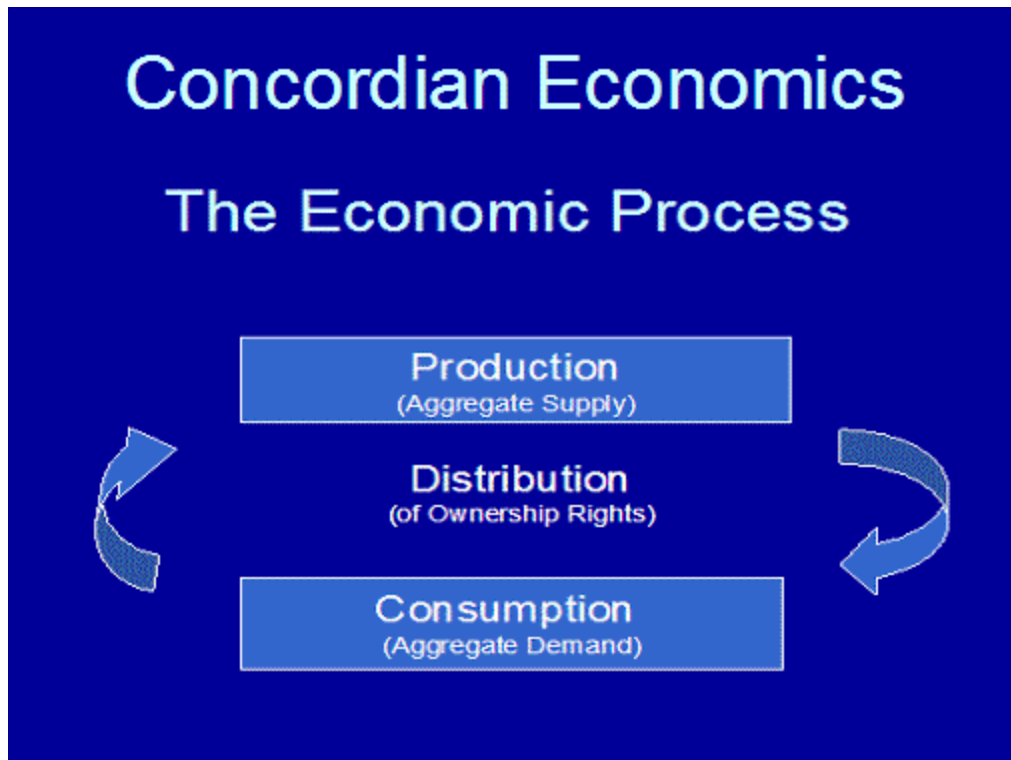 Concordian Economics
The Economic Process
Production
(Aggregate Supply)
Distribution
(of Ownership Rights)
Consumption
(Aggregate Demand)